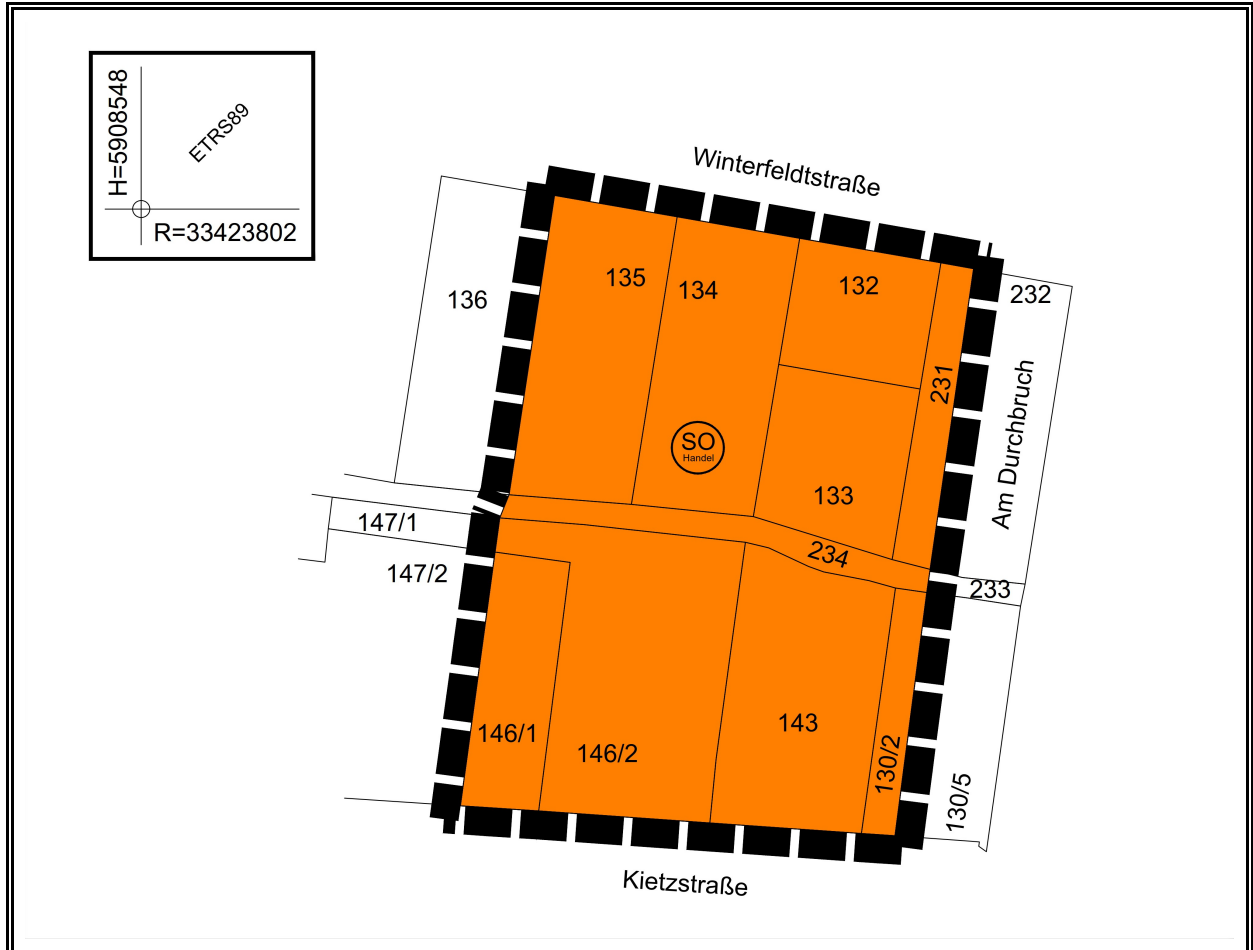 H=5908548
ETRS89
R=33423802
Winterfeldtstraße
136
135
134
132
232
231
Am Durchbruch
SO
Handel
133
147/1
234
147/2
233
146/1
146/2
143
130/2
130/5
Kietzstraße